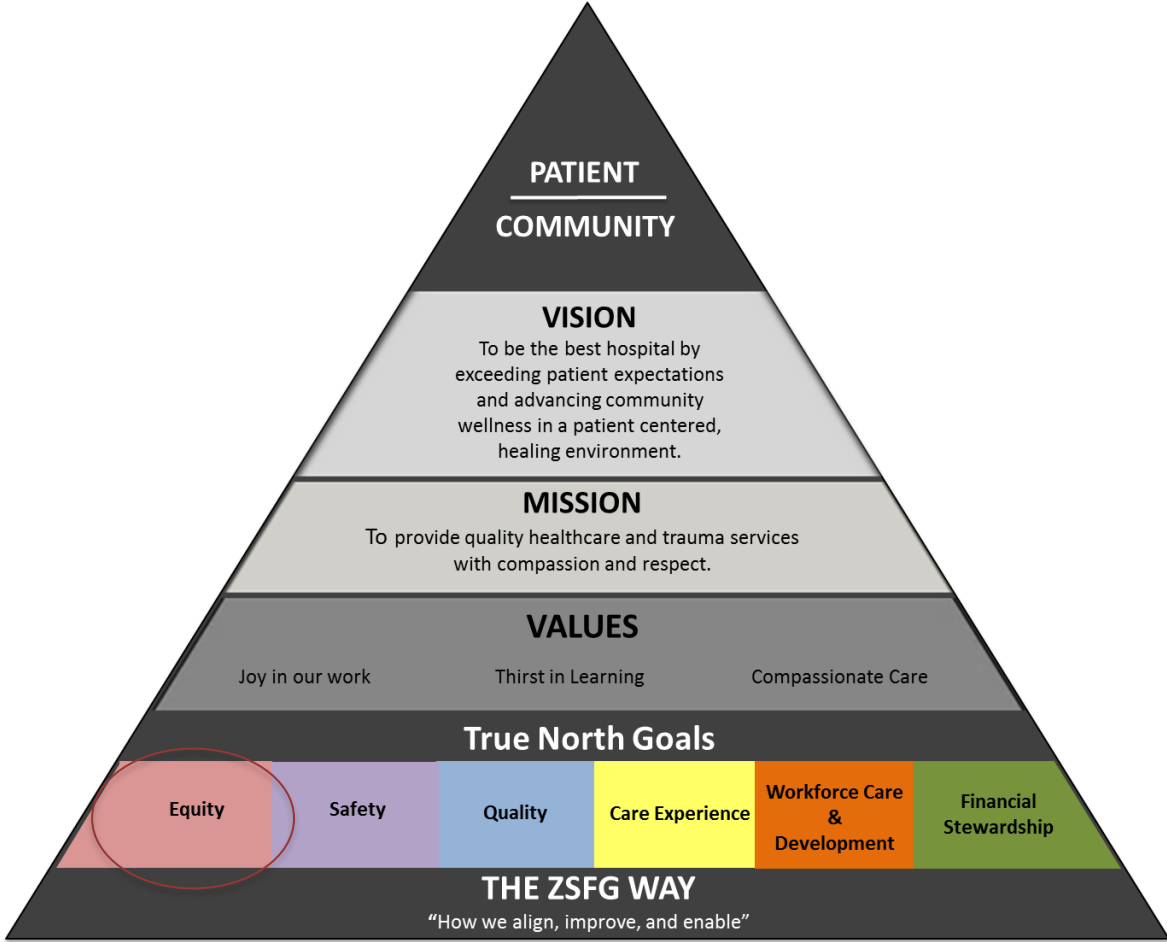 PATIENT
COMMUNITY
VISION
To be the best hospital by
exceeding patient expectations
and advancing community
wellness in a patient centered,
healing environment.
MISSION
To provide quality healthcare and trauma services
with compassion and respect.
VALUES
Joy in our work
Thirst in Learning
Compassionate Care
True North Goals
Equity
Safety
Quality
Care Experience
Workforce Care
&
Development
Financial
Stewardship
THE ZSFG WAY
“How we align, improve, and enable”